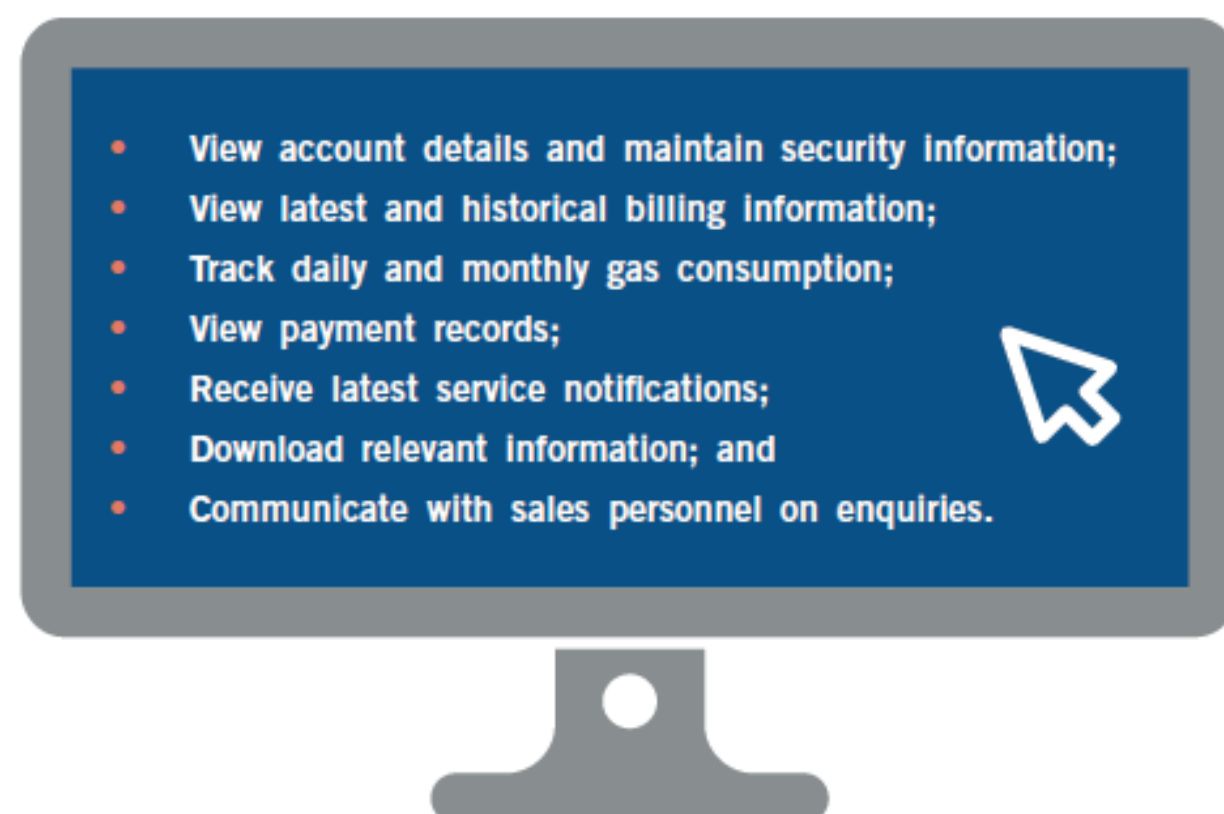 • View account details and maintain security information;
• View latest and historical billing information;
• Track daily and monthly gas consumption;
• View payment records;
• Receive latest service notifications;
• Download relevant information; and
• Communicate with sales personnel on enquiries.